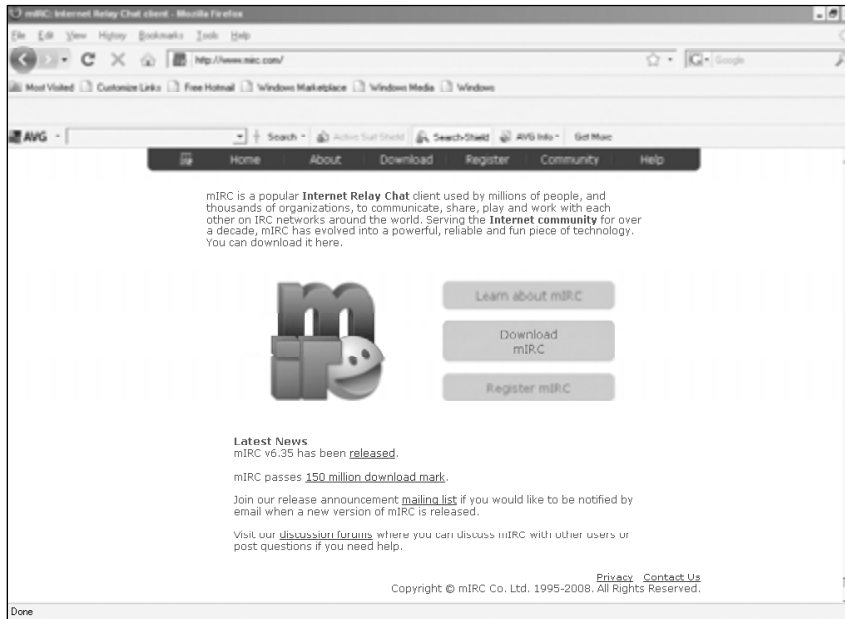 mIRC: Internet Relay Chat client - Mozilla Firefox
File Edit View History Bookmarks Tools Help
http://www.mirc.com/
Google
Most Visited Customize Links Free Hotmail Windows Marketplace Windows Media Windows
AVG Search Active Surf-Shield Search-Shield AVG Info Get More
Home About Download Register Community Help
mIRC is a popular Internet Relay Chat client used by millions of people, and
thousands of organizations, to communicate, share, play and work with each
other on IRC networks around the world. Serving the Internet community for over
a decade, mIRC has evolved into a powerful, reliable and fun piece of technology.
You can download it here.
mirc
Learn about mIRC
Download
mIRC
Register mIRC
Latest News
mIRC v6.35 has been released.
mIRC passes 150 million download mark.
Join our release announcement mailing list if you would like to be notified by
email when a new version of mIRC is released.
Visit our discussion forums where you can discuss mIRC with other users or
post questions if you need help.
Privacy Contact Us
Copyright © mIRC Co. Ltd. 1995-2008. All Rights Reserved.
Done